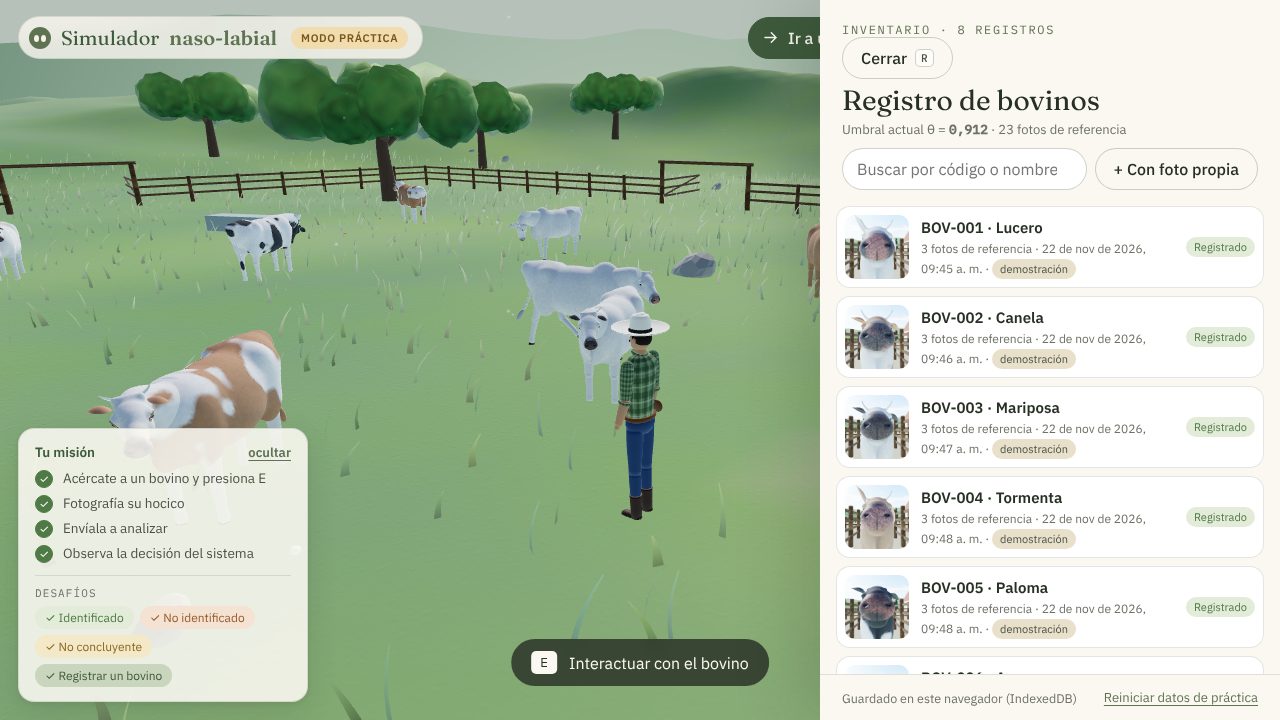 Simulador naso-labial MODO PRÁCTICA
→ Ir a
INVENTARIO · 8 REGISTROS
Cerrar R
Registro de bovinos
Umbral actual θ = 0,912 · 23 fotos de referencia
Buscar por código o nombre
+ Con foto propia
BOV-001 · Lucero
3 fotos de referencia · 22 de nov de 2026,
09:45 a. m. · demostración
Registrado
BOV-002 · Canela
3 fotos de referencia · 22 de nov de 2026,
09:46 a. m. · demostración
Registrado
BOV-003 · Mariposa
3 fotos de referencia · 22 de nov de 2026,
09:47 a. m. · demostración
Registrado
BOV-004 · Tormenta
3 fotos de referencia · 22 de nov de 2026,
09:48 a. m. · demostración
Registrado
BOV-005 · Paloma
3 fotos de referencia · 22 de nov de 2026,
09:48 a. m. · demostración
Registrado
Guardado en este navegador (IndexedDB)
Reiniciar datos de práctica
Tu misión
ocultar
✓ Acércate a un bovino y presiona E
✓ Fotografía su hocico
✓ Envíala a analizar
✓ Observa la decisión del sistema
DESAFÍOS
✓ Identificado
✓ No identificado
✓ No concluyente
✓ Registrar un bovino
E Interactuar con el bovino